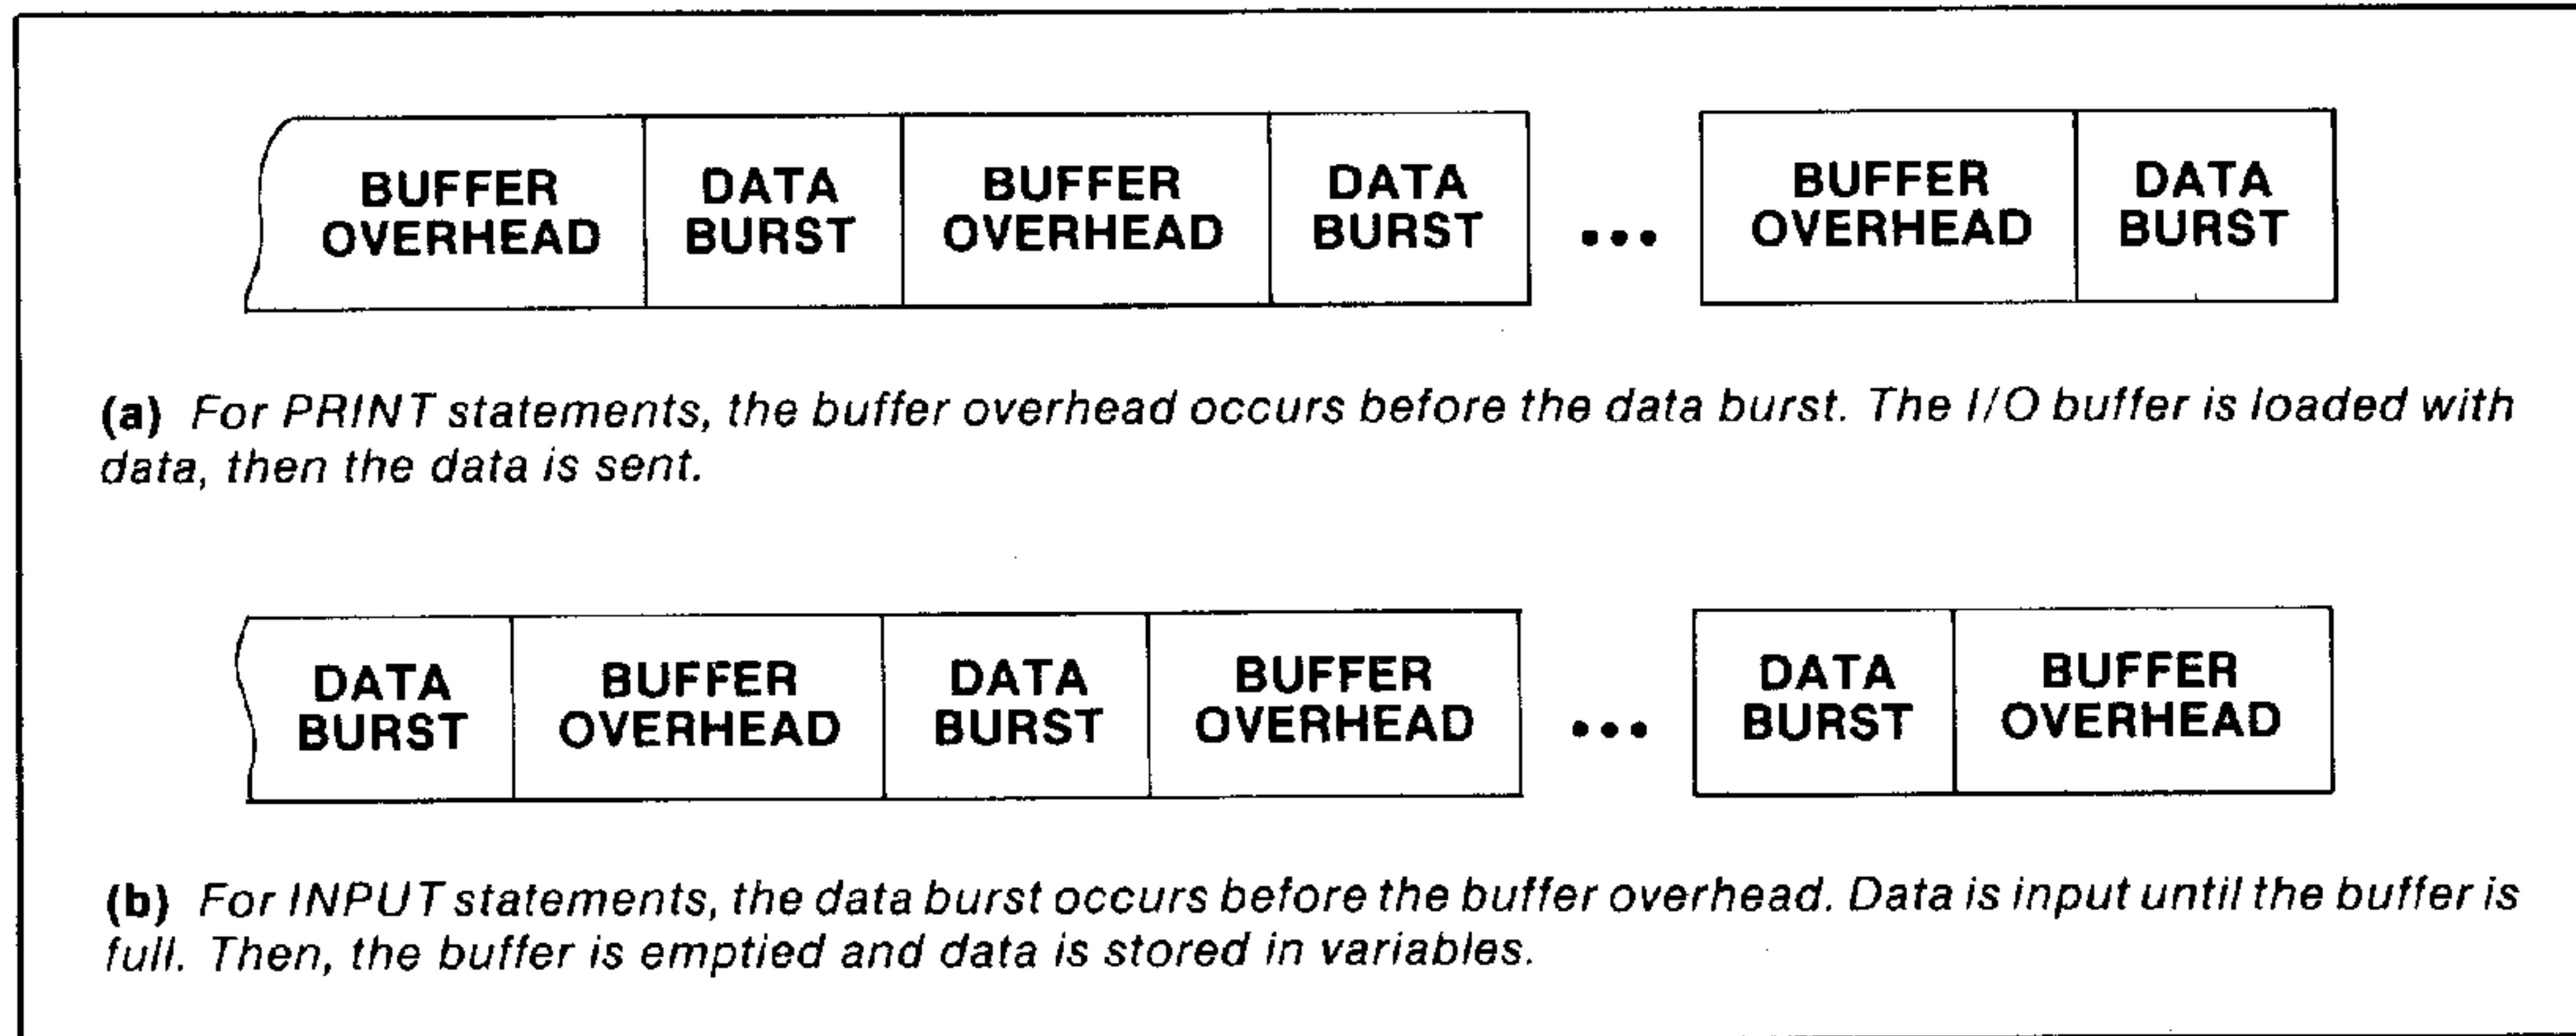 BUFFER OVERHEAD
DATA BURST
BUFFER OVERHEAD
DATA BURST
•••
BUFFER OVERHEAD
DATA BURST
(a) For PRINT statements, the buffer overhead occurs before the data burst. The I/O buffer is loaded with
data, then the data is sent.
DATA BURST
BUFFER OVERHEAD
DATA BURST
BUFFER OVERHEAD
•••
DATA BURST
BUFFER OVERHEAD
(b) For INPUT statements, the data burst occurs before the buffer overhead. Data is input until the buffer is
full. Then, the buffer is emptied and data is stored in variables.